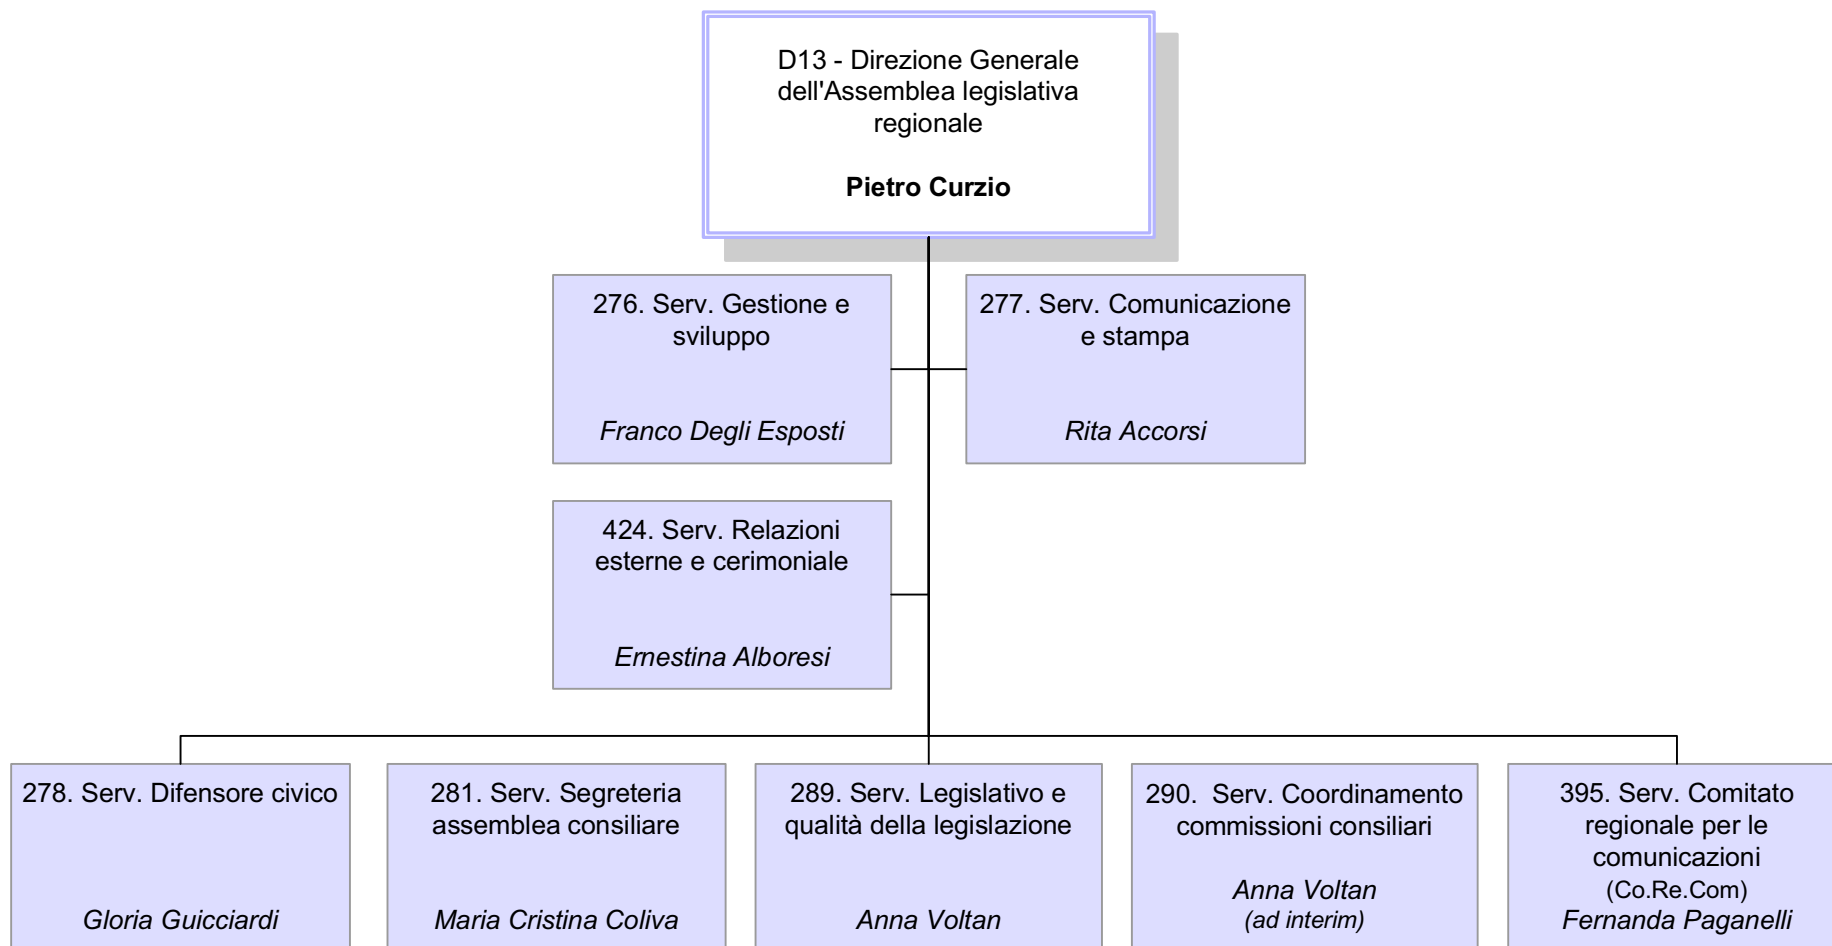 D13 - Direzione Generale
dell'Assemblea legislativa
regionale
Pietro Curzio
276. Serv. Gestione e
sviluppo
Franco Degli Esposti
277. Serv. Comunicazione
e stampa
Rita Accorsi
424. Serv. Relazioni
esterne e cerimoniale
Ernestina Alboresi
278. Serv. Difensore civico
Gloria Guicciardi
281. Serv. Segreteria
assemblea consiliare
Maria Cristina Coliva
289. Serv. Legislativo e
qualità della legislazione
Anna Voltan
290. Serv. Coordinamento
commissioni consiliari
Anna Voltan
(ad interim)
395. Serv. Comitato
regionale per le
comunicazioni
(Co.Re.Com)
Fernanda Paganelli